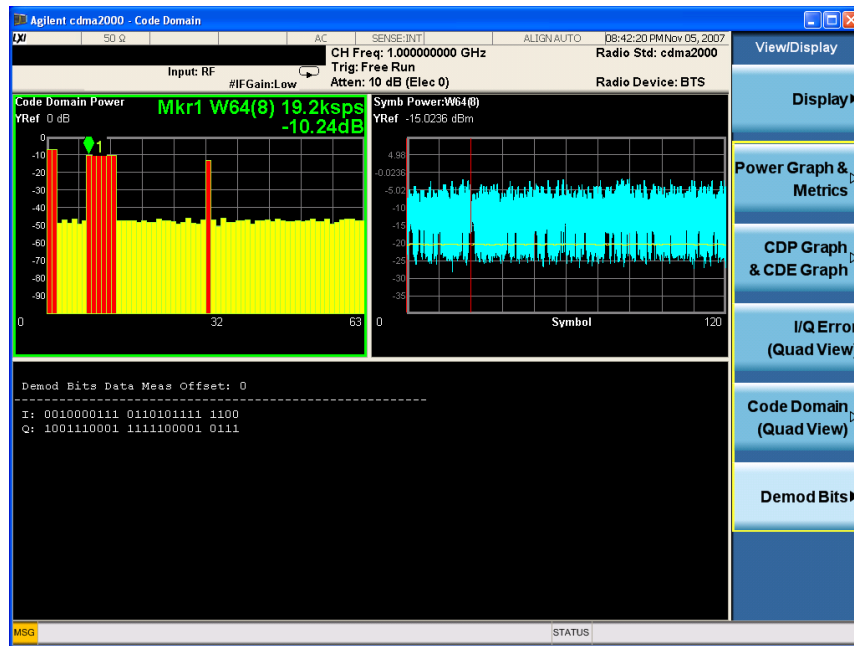 Agilent cdma2000 - Code Domain
LXI 50 Ω AC SENSE:INT ALIGN AUTO 08:42:20 PM Nov 05, 2007
CH Freq: 1.000000000 GHz Radio Std: cdma2000
Input: RF Trig: Free Run
#IFGain:Low Atten: 10 dB (Elec 0) Radio Device: BTS
Code Domain Power Mkr1 W64(8) 19.2ksps
YRef 0 dB -10.24dB
0
-10
-20
-30
-40
-50
-60
-70
-80
-90
0 32 63
1
Symb Power:W64(8)
YRef -15.0236 dBm
4.98
-0.0236
-5.02
-10
-15
-20
-25
-30
-35
0 Symbol 120
Demod Bits Data Meas Offset: 0
I: 0010000111 0110101111 1100
Q: 1001110001 1111100001 0111
View/Display
Display
Power Graph &
Metrics
CDP Graph
& CDE Graph
I/Q Error
(Quad View)
Code Domain
(Quad View)
Demod Bits
MSG STATUS